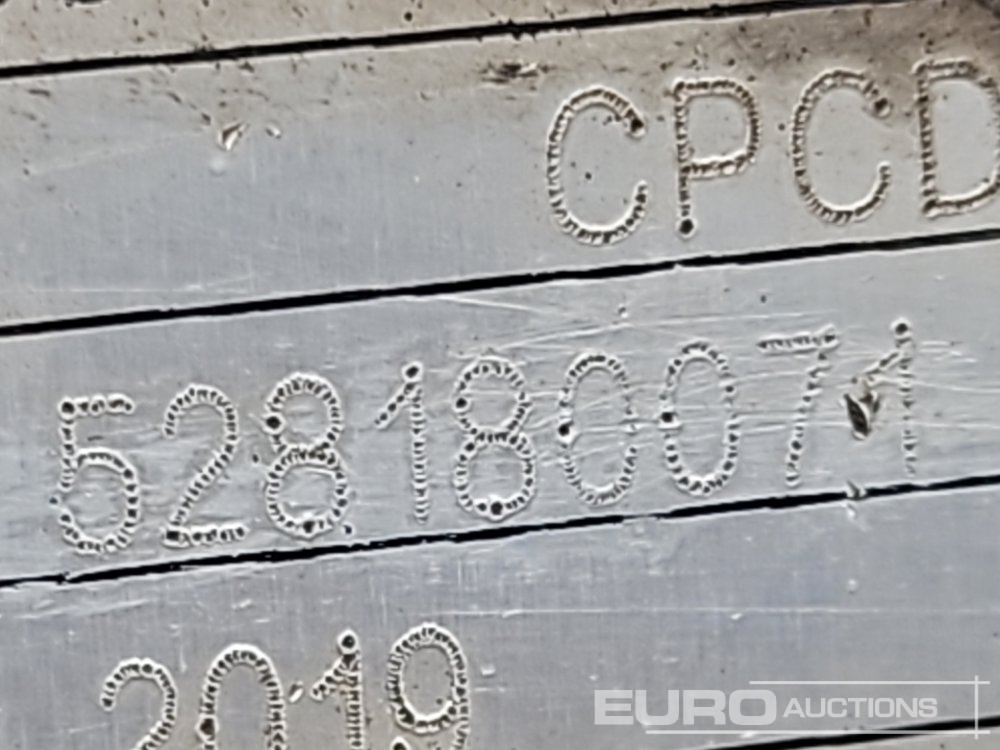 CPCD
528180071
2019
EURO AUCTIONS